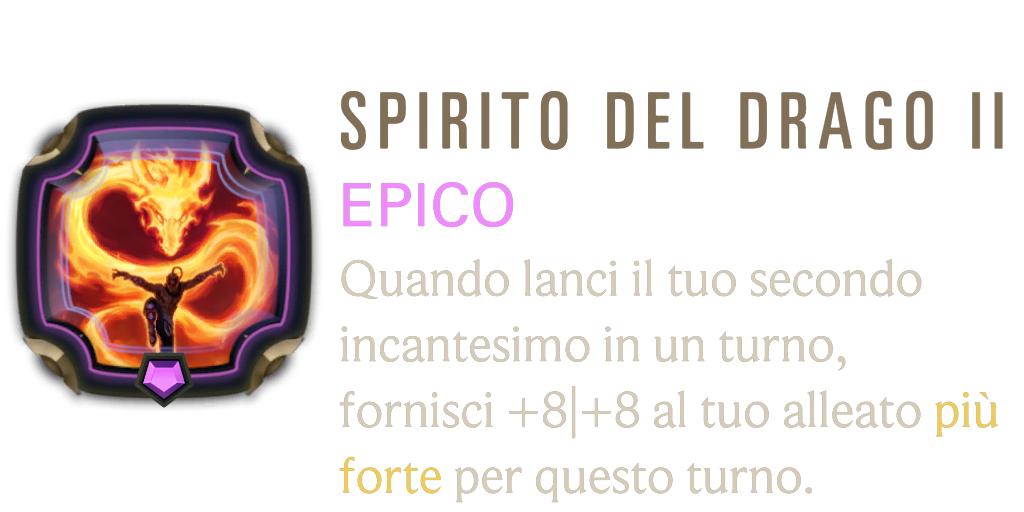 SPIRITO DEL DRAGO II
EPICO
Quando lanci il tuo secondo
incantesimo in un turno,
fornisci +8|+8 al tuo alleato più
forte per questo turno.